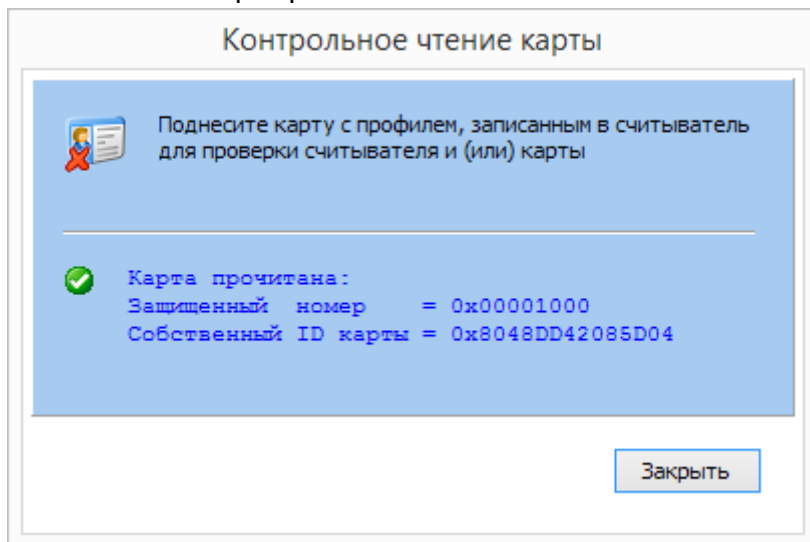 Контрольное чтение карты
Поднесите карту с профилем, записанным в считыватель
для проверки считывателя и (или) карты
Карта прочитана:
Защищенный номер = 0x00001000
Собственный ID карты = 0x8048DD42085D04
Закрыть